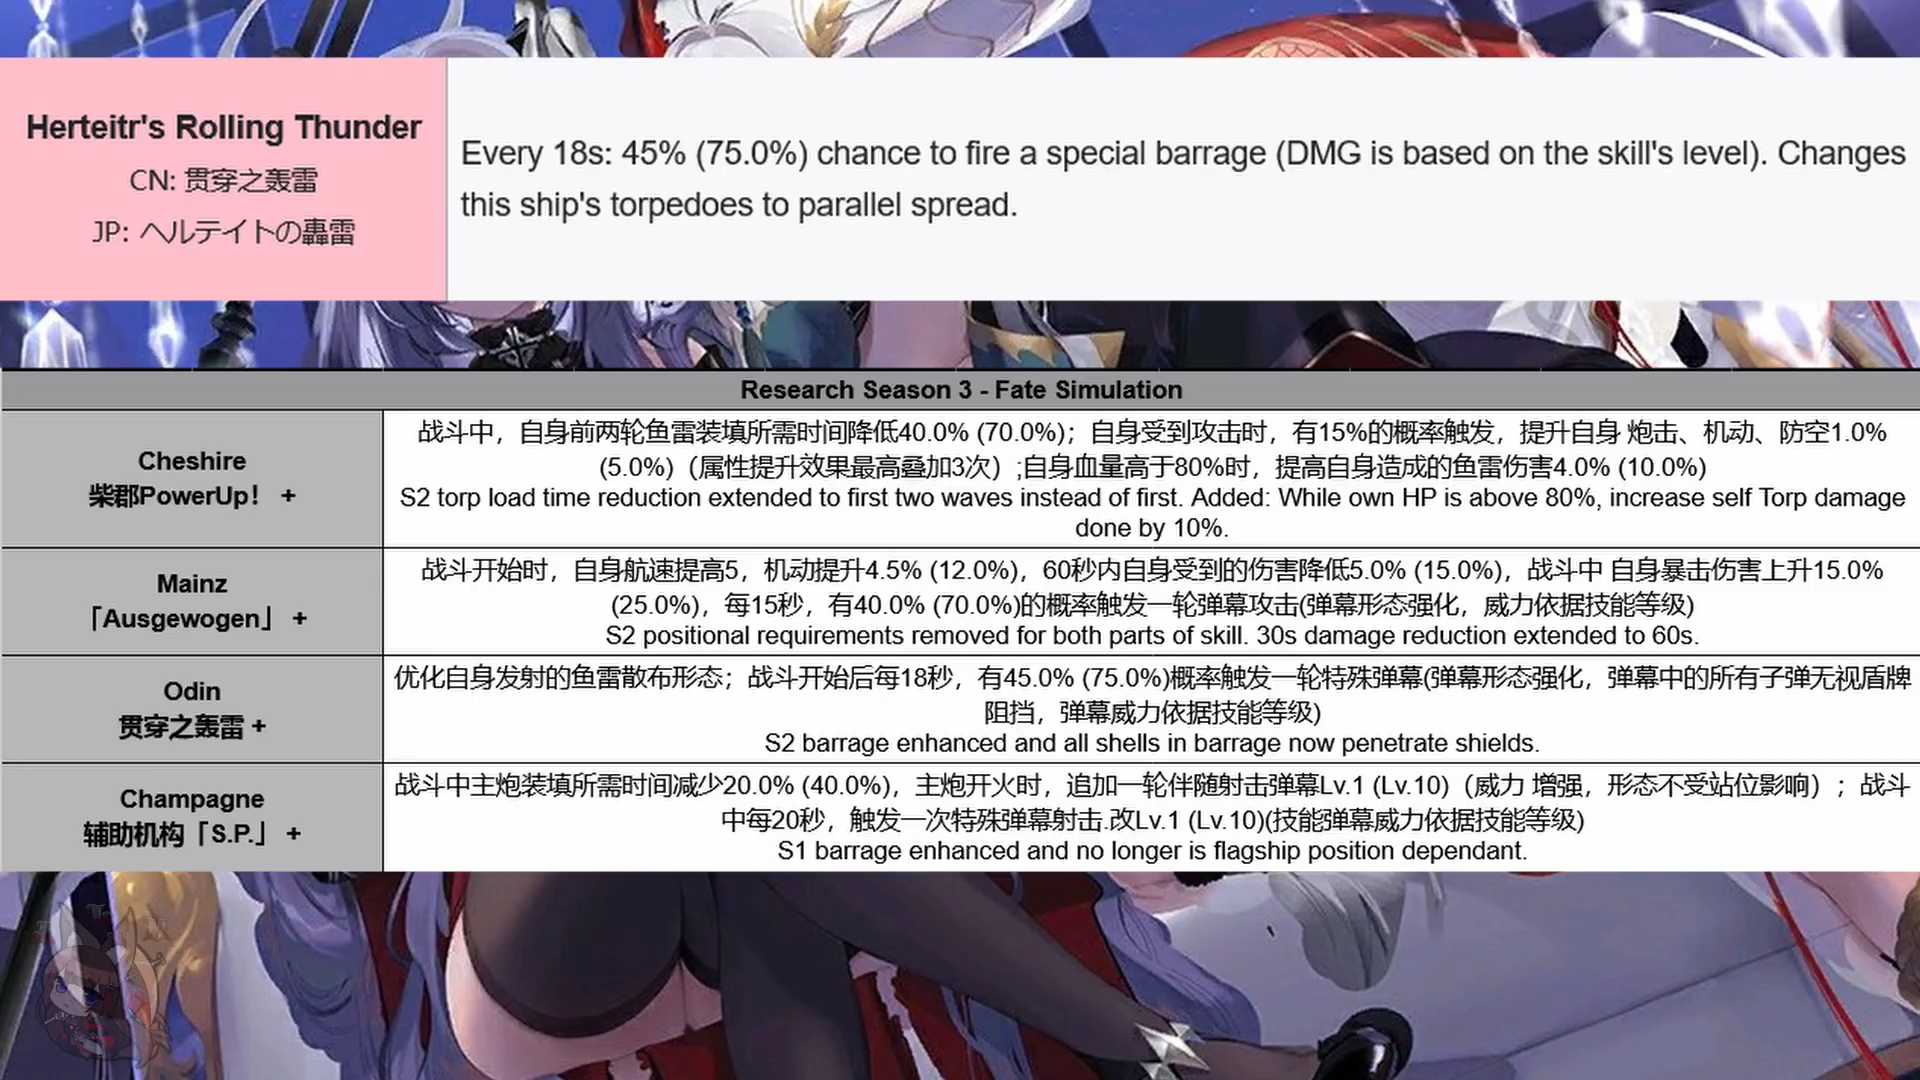 Herteitr's Rolling Thunder
CN: 贯穿之轰雷
JP: ヘルテイトの轟雷
Every 18s: 45% (75.0%) chance to fire a special barrage (DMG is based on the skill's level). Changes
this ship's torpedoes to parallel spread.
Research Season 3 - Fate Simulation
Cheshire
柴郡PowerUp！ +
战斗中，自身前两轮鱼雷装填所需时间降低40.0% (70.0%)；自身受到攻击时，有15%的概率触发，提升自身 炮击、机动、防空1.0%
(5.0%)（属性提升效果最高叠加3次）;自身血量高于80%时，提高自身造成的鱼雷伤害4.0% (10.0%)
S2 torp load time reduction extended to first two waves instead of first. Added: While own HP is above 80%, increase self Torp damage
done by 10%.
Mainz
「Ausgewogen」 +
战斗开始时，自身航速提高5，机动提升4.5% (12.0%)，60秒内自身受到的伤害降低5.0% (15.0%)，战斗中 自身暴击伤害上升15.0%
(25.0%)，每15秒，有40.0% (70.0%)的概率触发一轮弹幕攻击(弹幕形态强化，威力依据技能等级)
S2 positional requirements removed for both parts of skill. 30s damage reduction extended to 60s.
Odin
贯穿之轰雷 +
优化自身发射的鱼雷散布形态；战斗开始后每18秒，有45.0% (75.0%)概率触发一轮特殊弹幕(弹幕形态强化，弹幕中的所有子弹无视盾牌
阻挡，弹幕威力依据技能等级)
S2 barrage enhanced and all shells in barrage now penetrate shields.
Champagne
辅助机构「S.P.」 +
战斗中主炮装填所需时间减少20.0% (40.0%)，主炮开火时，追加一轮伴随射击弹幕Lv.1 (Lv.10)（威力 增强，形态不受站位影响）；战斗
中每20秒，触发一次特殊弹幕射击.改Lv.1 (Lv.10)(技能弹幕威力依据技能等级)
S1 barrage enhanced and no longer is flagship position dependant.